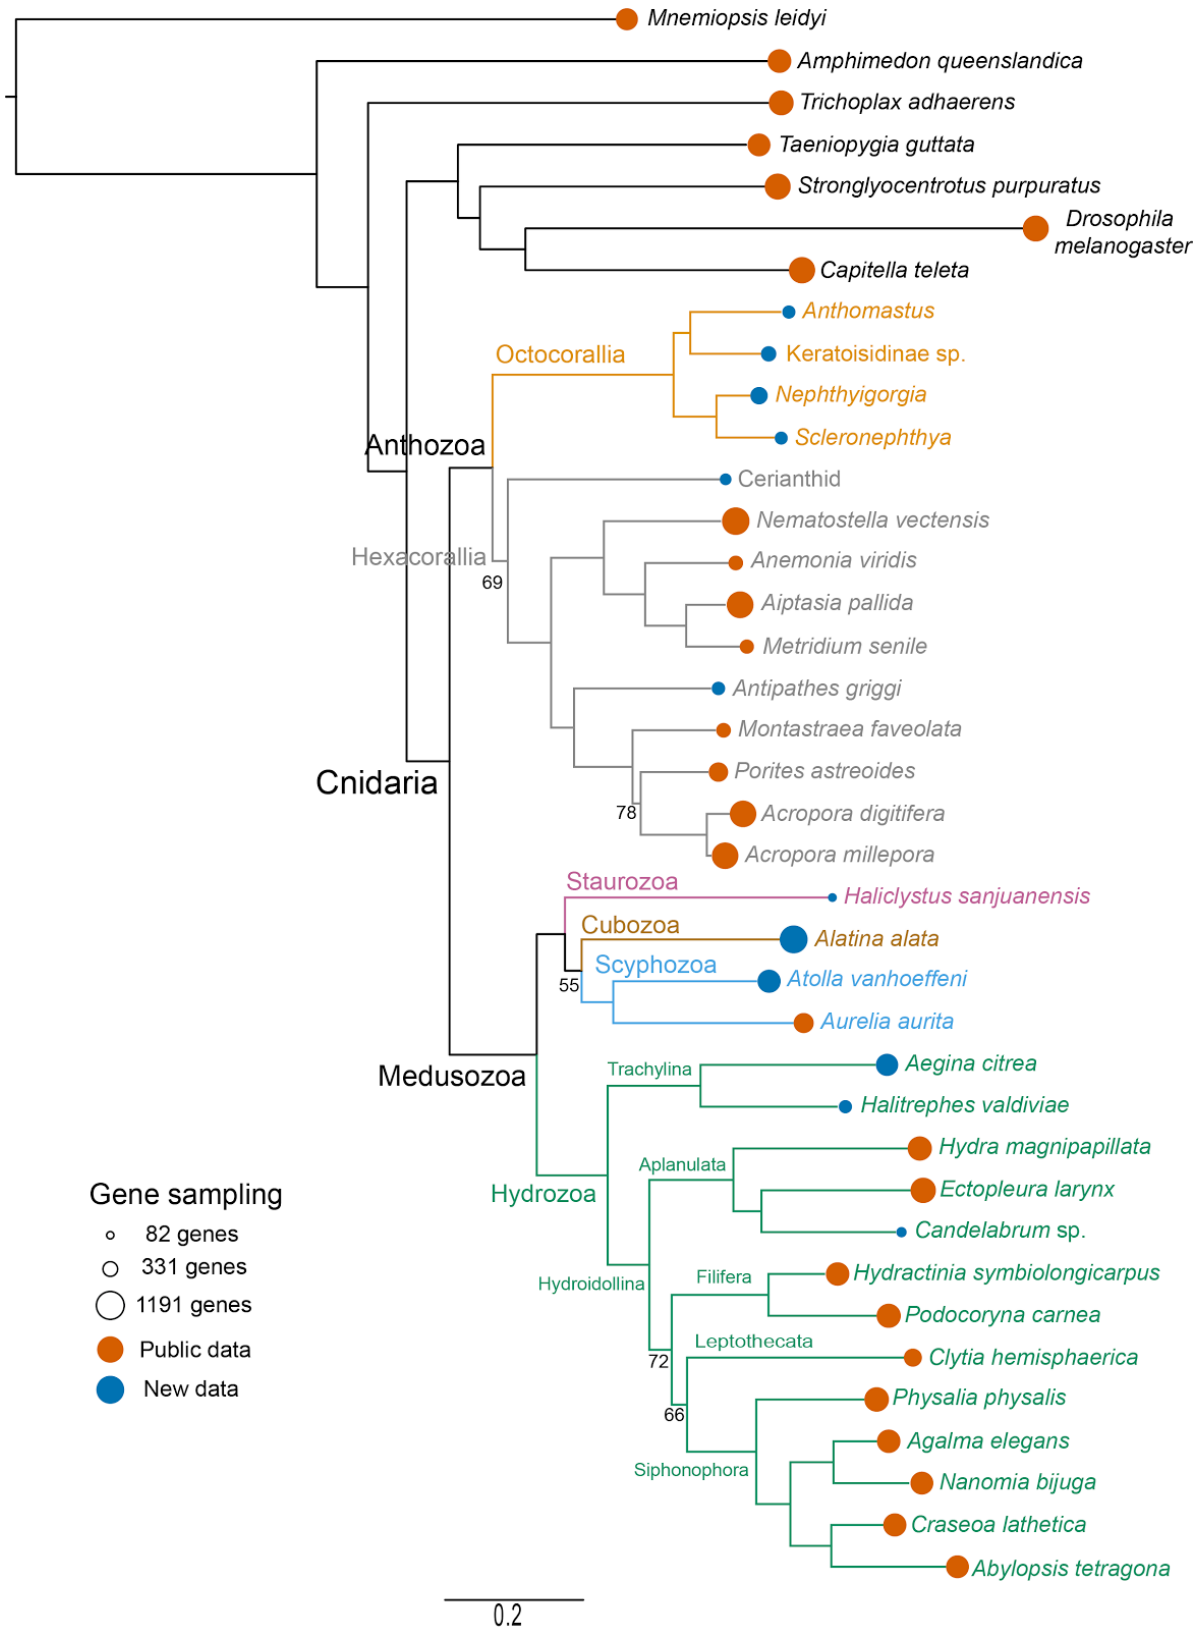 Mnemiopsis leidyi
Amphimedon queenslandica
Trichoplax adhaerens
Taeniopygia guttata
Stronglyocentrotus purpuratus
Drosophila
melanogaster
Capitella teleta
Anthomastus
Octocorallia
Keratoisidinae sp.
Nephthyigorgia
Scleronephthya
Anthozoa
Cerianthid
Nematostella vectensis
Hexacorallia
Anemonia viridis
69
Aiptasia pallida
Metridium senile
Antipathes griggi
Montastraea faveolata
Porites astreoides
Cnidaria
78
Acropora digitifera
Acropora millepora
Staurozoa
Haliclystus sanjuanensis
Cubozoa
Alatina alata
Scyphozoa
Atolla vanhoeffeni
55
Aurelia aurita
Trachylina
Aegina citrea
Medusozoa
Halitrephes valdiviae
Hydra magnipapillata
Aplanulata
Ectopleura larynx
Hydrozoa
Candelabrum sp.
Hydroidollina
Filifera
Hydractinia symbiolongicarpus
Podocoryna carnea
Leptothecata
72
Clytia hemisphaerica
Physalia physalis
66
Agalma elegans
Siphonophora
Nanomia bijuga
Craseoa lathetica
Abylopsis tetragona
Gene sampling
82 genes
331 genes
1191 genes
Public data
New data
0.2